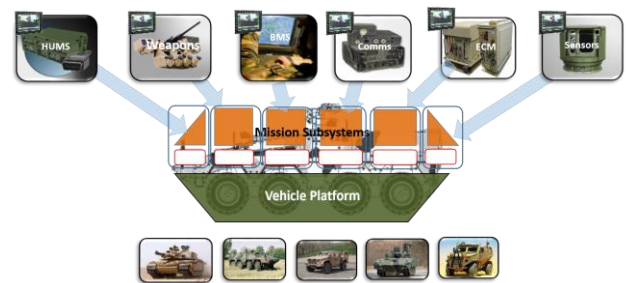 HUMS
Weapons
BMS
Comms
ECM
Sensors
Mission Subsystems
Vehicle Platform